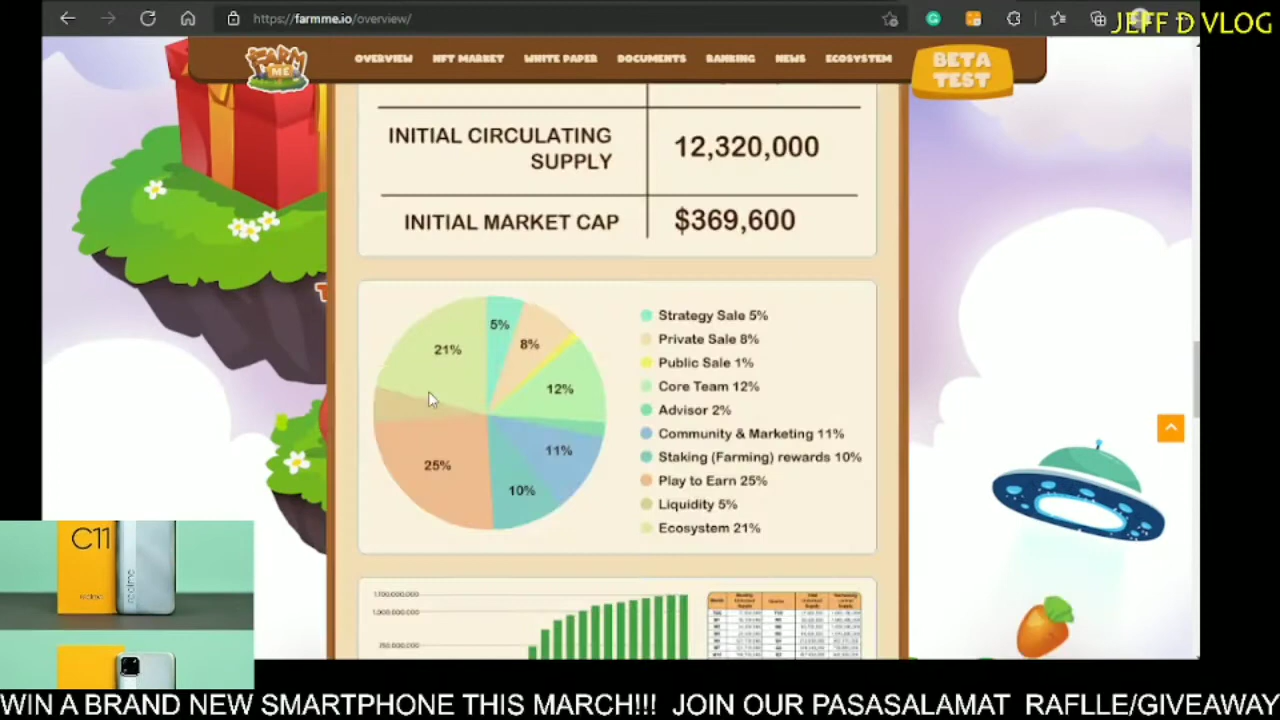 https://farmme.io/overview/
JEFF D VLOG
FARM
ME
OVERVIEW NFT MARKET WHITE PAPER DOCUMENTS RANKING NEWS ECOSYSTEM
BETA
TEST
INITIAL CIRCULATING
SUPPLY
12,320,000
INITIAL MARKET CAP
$369,600
5%
8%
21%
12%
11%
25%
10%
Strategy Sale 5%
Private Sale 8%
Public Sale 1%
Core Team 12%
Advisor 2%
Community & Marketing 11%
Staking (Farming) rewards 10%
Play to Earn 25%
Liquidity 5%
Ecosystem 21%
C11
realme
realme
WIN A BRAND NEW SMARTPHONE THIS MARCH!!! JOIN OUR PASASALAMAT RAFLLE/GIVEAWAY